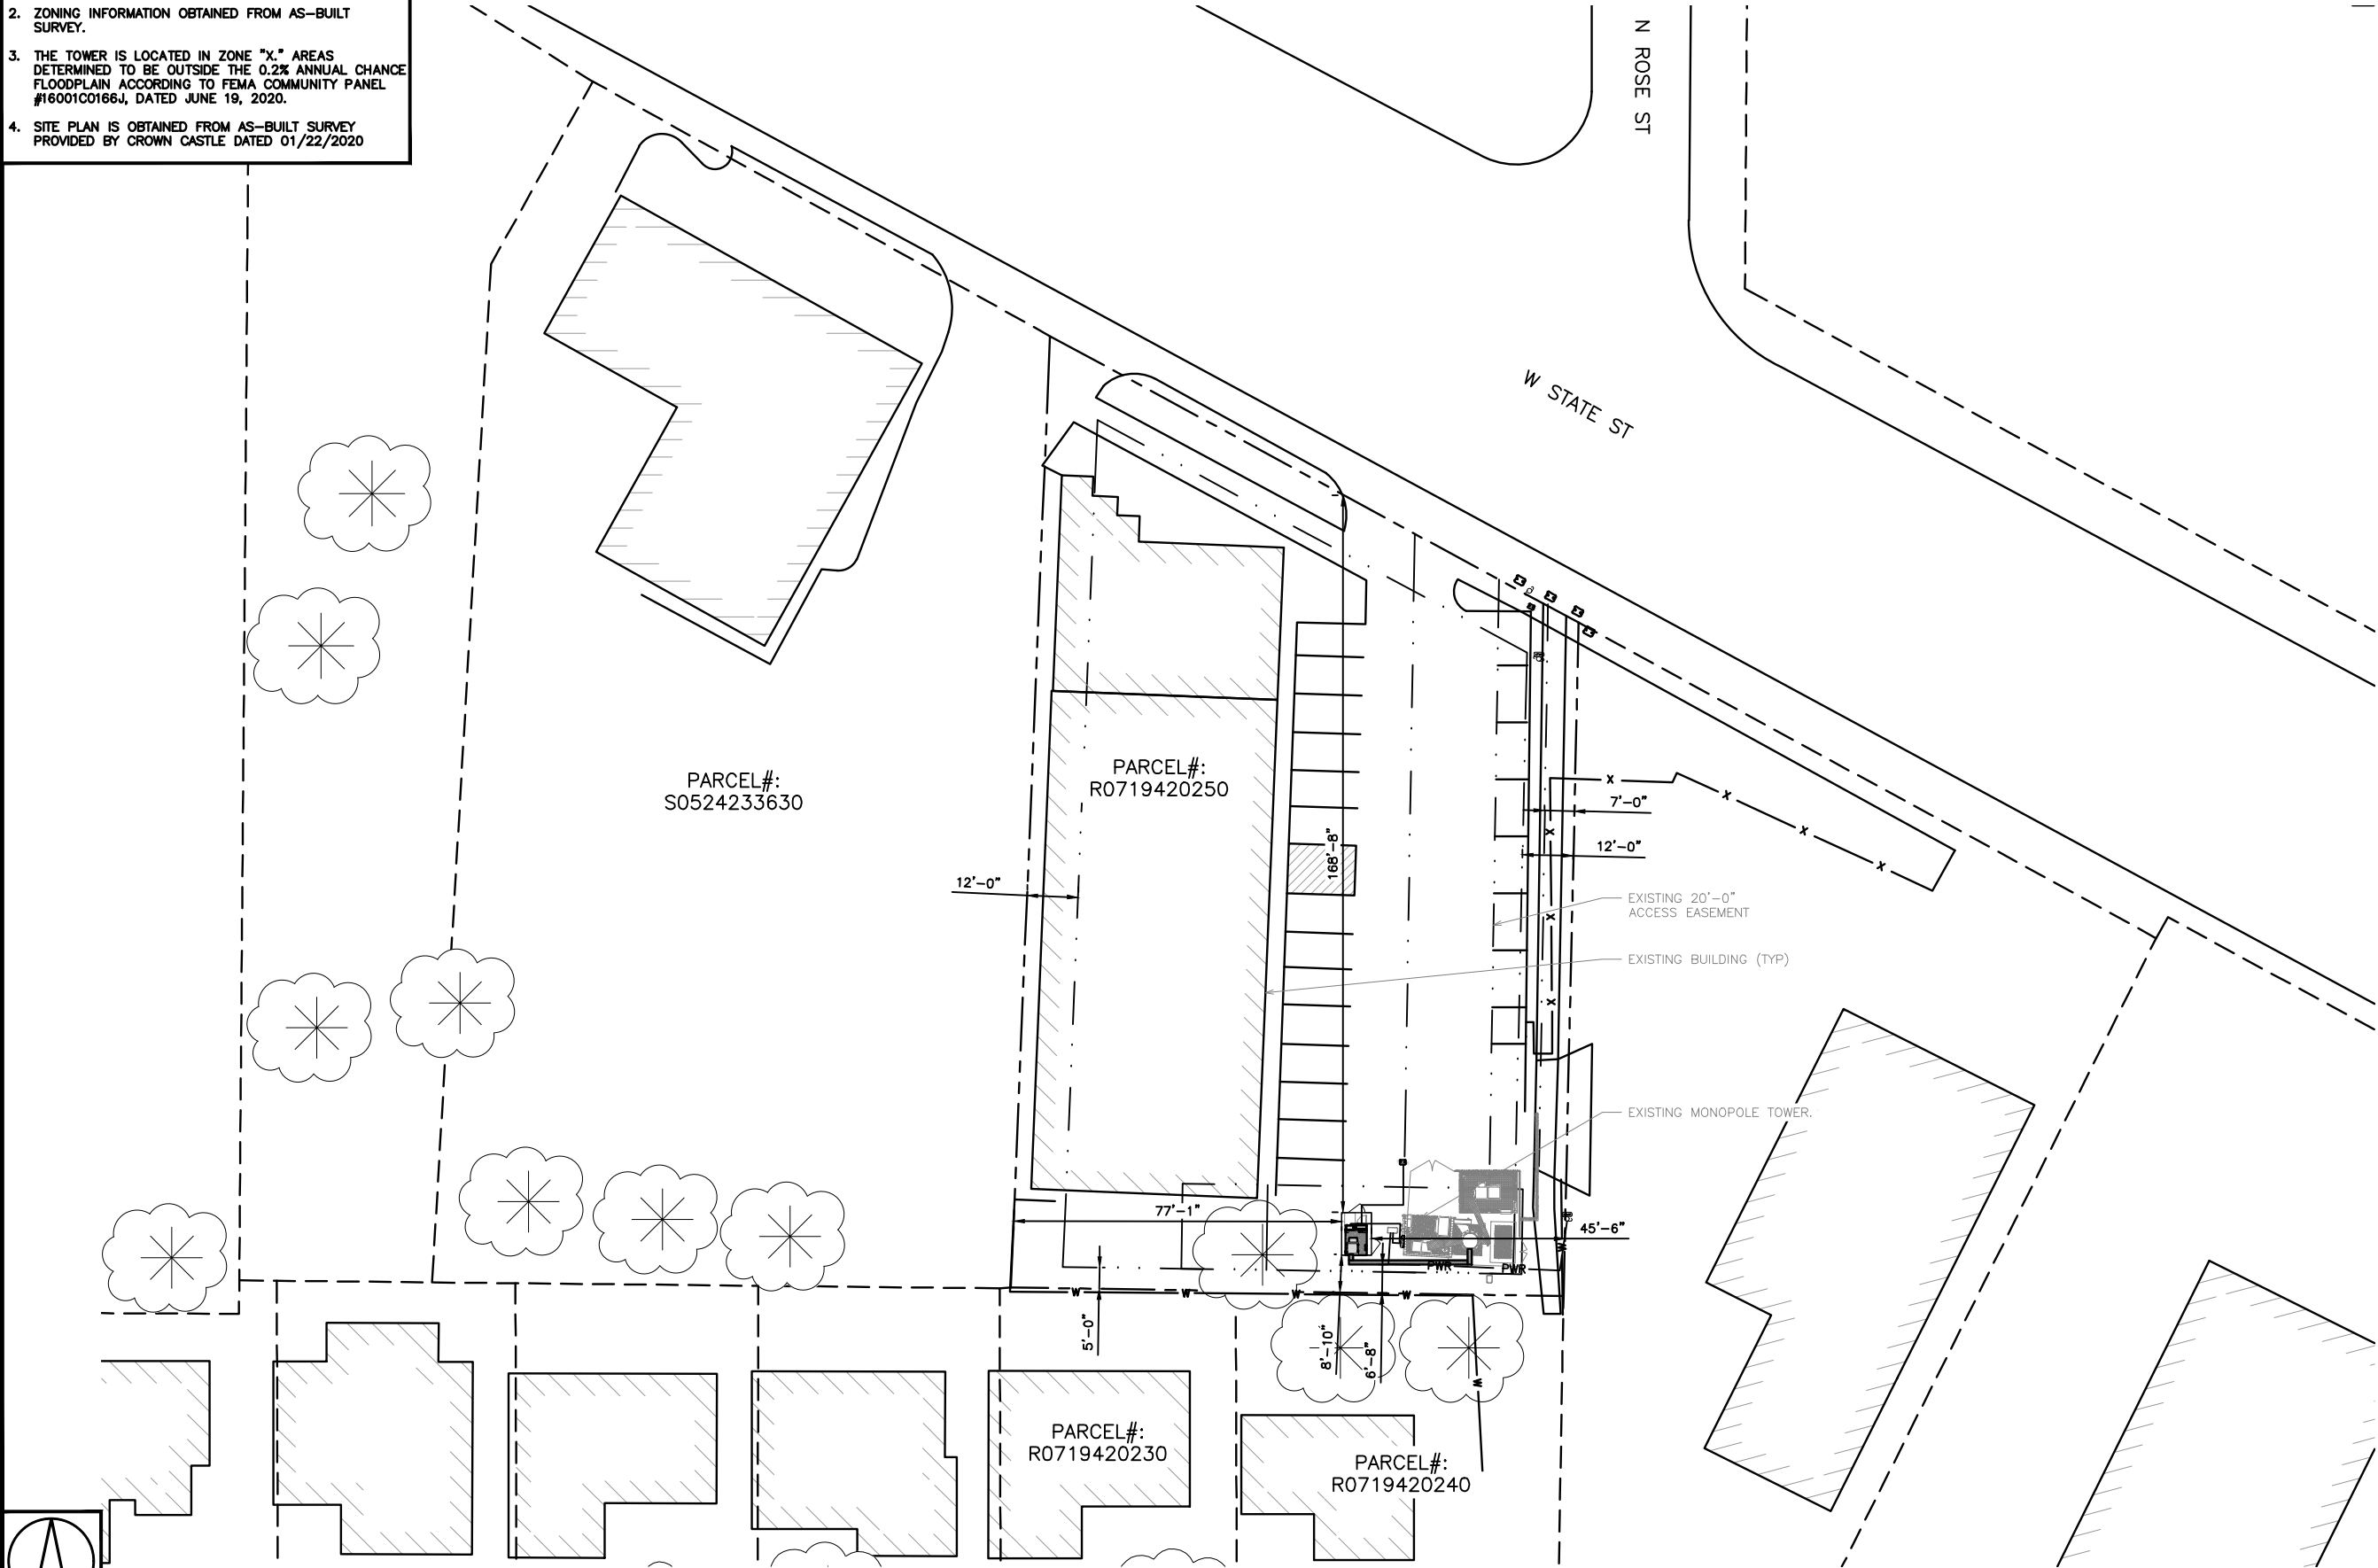 2. ZONING INFORMATION OBTAINED FROM AS-BUILT
SURVEY.
3. THE TOWER IS LOCATED IN ZONE "X." AREAS
DETERMINED TO BE OUTSIDE THE 0.2% ANNUAL CHANCE
FLOODPLAIN ACCORDING TO FEMA COMMUNITY PANEL
#16001C0166J, DATED JUNE 19, 2020.
4. SITE PLAN IS OBTAINED FROM AS-BUILT SURVEY
PROVIDED BY CROWN CASTLE DATED 01/22/2020
N ROSE ST
W STATE ST
PARCEL#:
S0524233630
PARCEL#:
R0719420250
168'-8"
X
X
X
X
7'-0"
X
12'-0"
12'-0"
X
X
EXISTING 20'-0"
ACCESS EASEMENT
EXISTING BUILDING (TYP)
EXISTING MONOPOLE TOWER.
77'-1"
45'-6"
W
PWR
PWR
W
W
W
W
5'-0"
8'-10"
6'-8"
W
PARCEL#:
R0719420230
PARCEL#:
R0719420240